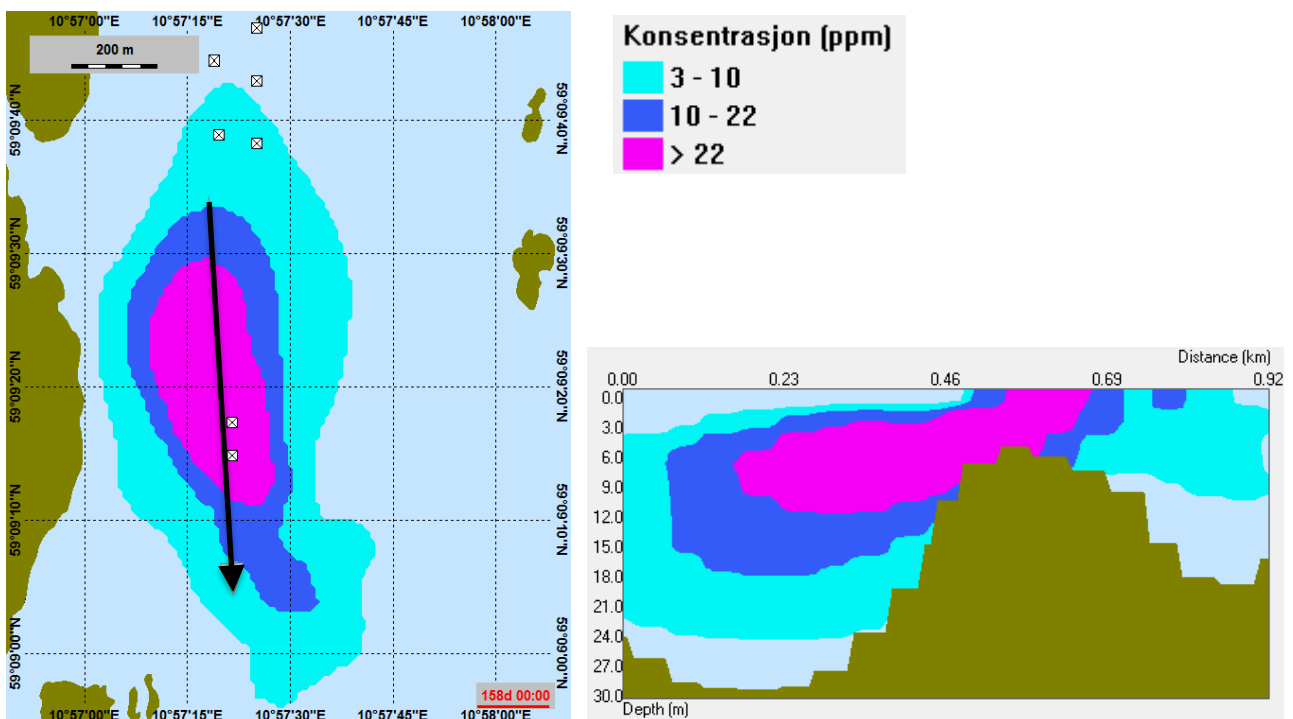 10°57'00"E 10°57'15"E 10°57'30"E 10°57'45"E 10°58'00"E
200 m
59°09'40"N 59°09'40"N
59°09'30"N 59°09'30"N
59°09'20"N 59°09'20"N
59°09'10"N 59°09'10"N
59°09'00"N 59°09'00"N
158d 00:00
10°57'00"E 10°57'15"E 10°57'30"E 10°57'45"E 10°58'00"E
Konsentrasjon (ppm)
3 - 10
10 - 22
> 22
Distance (km)
0.00 0.23 0.46 0.69 0.92
0.0
3.0
6.0
9.0
12.0
15.0
18.0
21.0
24.0
27.0
30.0
Depth (m)